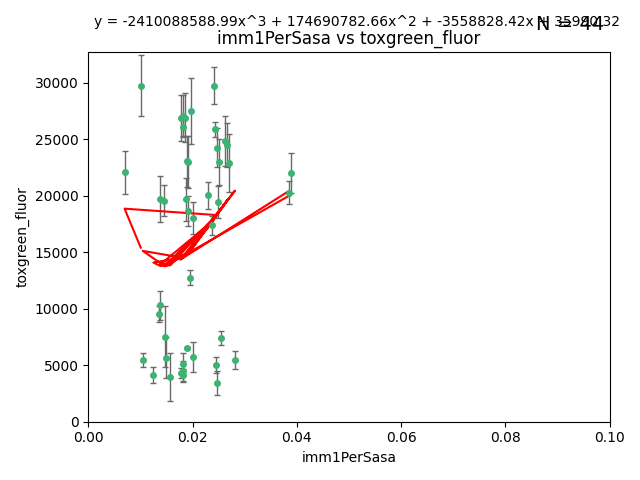 y = -2410088588.99x^3 + 174690782.66x^2 + -3558828.42x + 35990.32
N = 44
imm1PerSasa vs toxgreen_fluor
30000
25000
20000
15000
10000
5000
0
toxgreen_fluor
0.00 0.02 0.04 0.06 0.08 0.10
imm1PerSasa